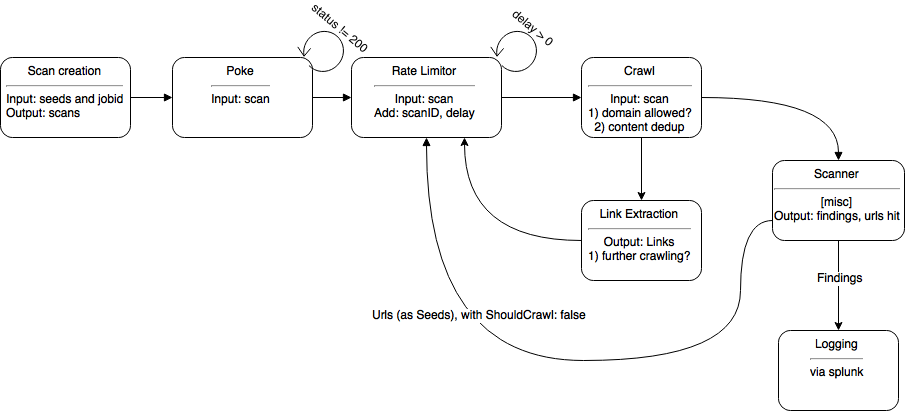 status != 200
delay > 0
Scan creation
Input: seeds and jobid
Output: scans
Poke
Input: scan
Rate Limitor
Input: scan
Add: scanID, delay
Crawl
Input: scan
1) domain allowed?
2) content dedup
Scanner
[misc]
Output: findings, urls hit
Link Extraction
Output: Links
1) further crawling?
Findings
Urls (as Seeds), with ShouldCrawl: false
Logging
via splunk